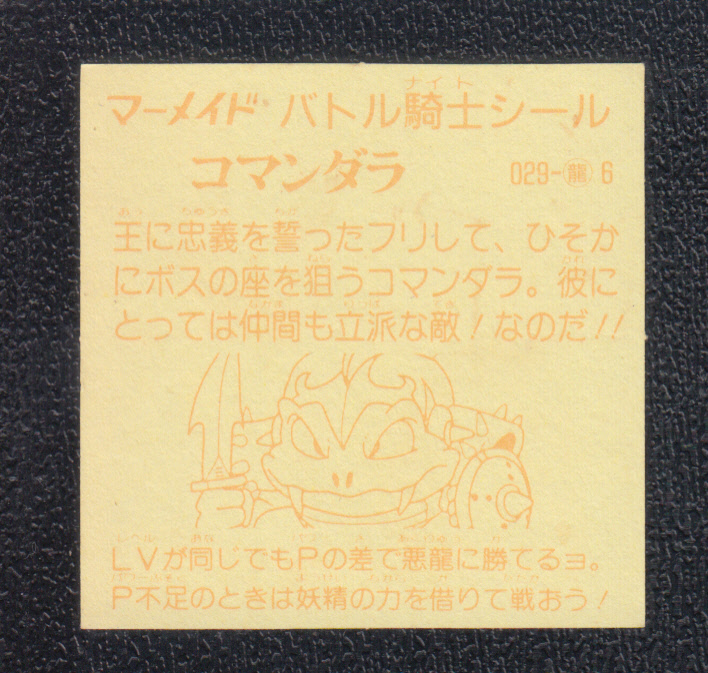 マーメイド バトル騎士シール
コマンダラ 029-龍 6
王に忠義を誓ったフリして、ひそか
にボスの座を狙うコマンダラ。彼に
とっては仲間も立派な敵!なのだ!!
LVが同じでもPの差で悪龍に勝てるヨ。
P不足のときは妖精の力を借りて戦おう!